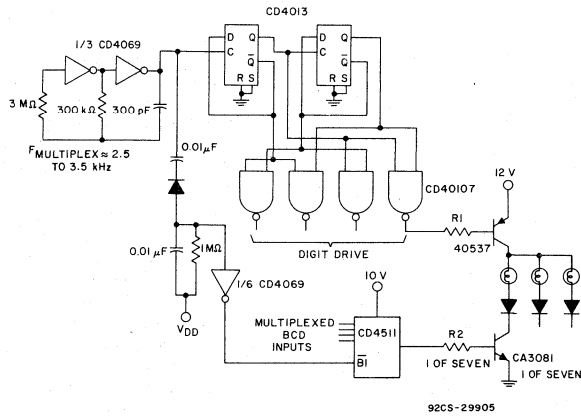 CD4013
1/3 CD4069
D Q
C
Q̅
R S
D Q
C
Q̅
R S
3 MΩ
300 kΩ
300 pF
FMULTIPLEX ≈ 2.5
TO 3.5 kHz
0.01 μF
CD40107
12 V
R1
40537
DIGIT DRIVE
0.01 μF
1MΩ
1/6 CD4069
VDD
10 V
MULTIPLEXED
BCD
INPUTS
CD4511
B̅I̅
R2
1 OF SEVEN
CA3081
1 OF SEVEN
92CS-29905